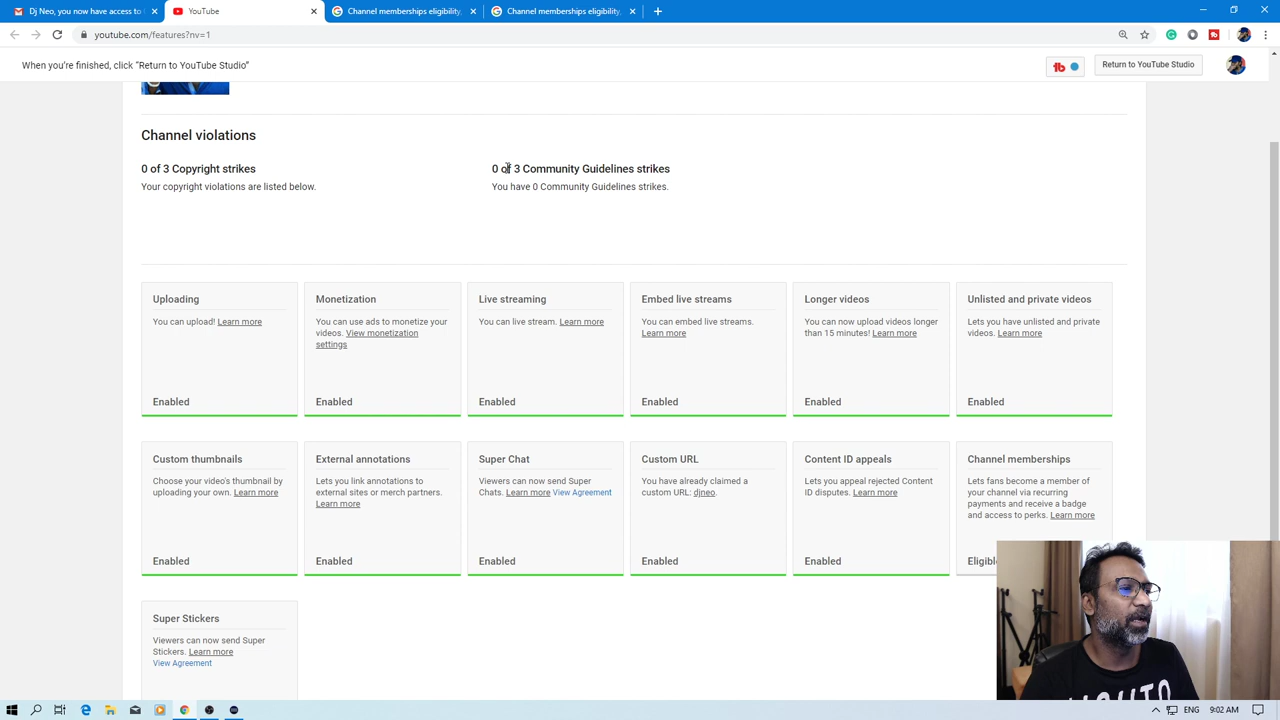 Dj Neo, you now have access to
YouTube
Channel memberships eligibility,
Channel memberships eligibility,
youtube.com/features?nv=1
When you're finished, click "Return to YouTube Studio"
Return to YouTube Studio
Channel violations
0 of 3 Copyright strikes
Your copyright violations are listed below.
0 of 3 Community Guidelines strikes
You have 0 Community Guidelines strikes.
Uploading
You can upload! Learn more
Enabled
Monetization
You can use ads to monetize your
videos. View monetization
settings
Enabled
Live streaming
You can live stream. Learn more
Enabled
Embed live streams
You can embed live streams.
Learn more
Enabled
Longer videos
You can now upload videos longer
than 15 minutes! Learn more
Enabled
Unlisted and private videos
Lets you have unlisted and private
videos. Learn more
Enabled
Custom thumbnails
Choose your video's thumbnail by
uploading your own. Learn more
Enabled
External annotations
Lets you link annotations to
external sites or merch partners.
Learn more
Enabled
Super Chat
Viewers can now send Super
Chats. Learn more View Agreement
Enabled
Custom URL
You have already claimed a
custom URL: djneo.
Enabled
Content ID appeals
Lets you appeal rejected Content
ID disputes. Learn more
Enabled
Channel memberships
Lets fans become a member of
your channel via recurring
payments and receive a badge
and access to perks. Learn more
Super Stickers
Viewers can now send Super
Stickers. Learn more
View Agreement
ENG
9:02 AM